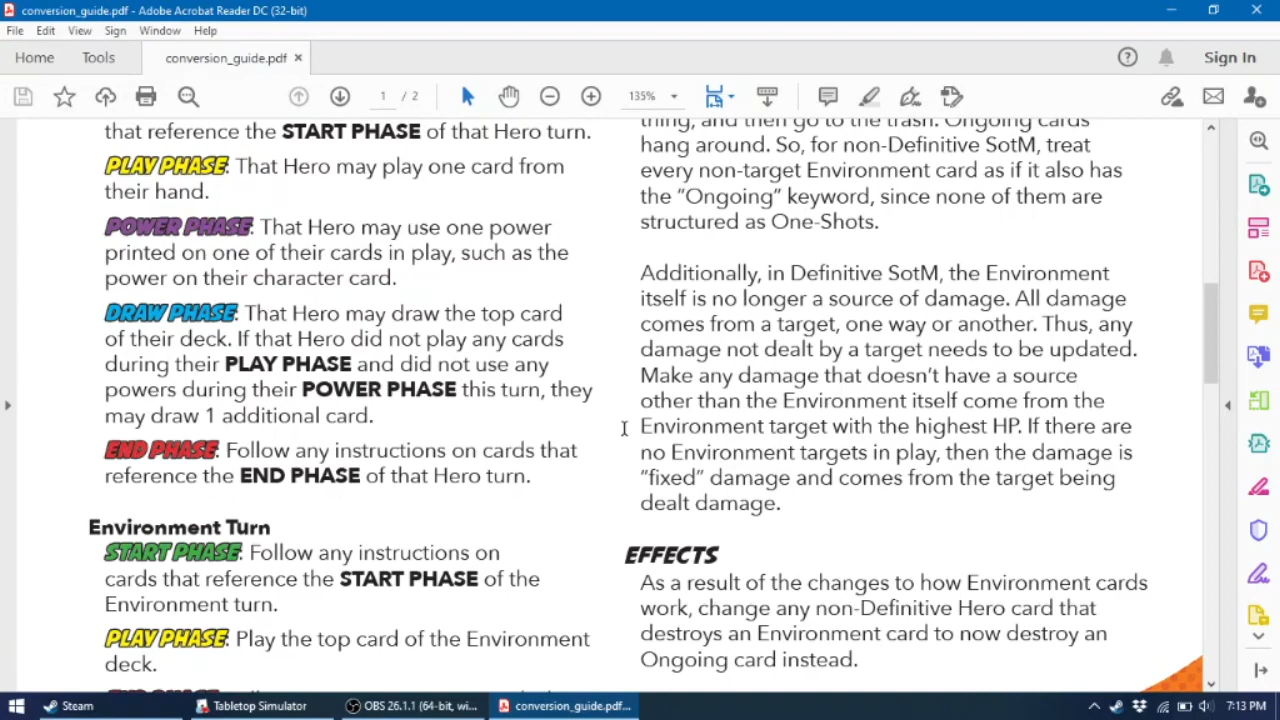 conversion_guide.pdf - Adobe Acrobat Reader DC (32-bit)
File Edit View Sign Window Help
Home Tools conversion_guide.pdf × Sign In
1 / 2 135%
that reference the START PHASE of that Hero turn.
PLAY PHASE: That Hero may play one card from
their hand.
POWER PHASE: That Hero may use one power
printed on one of their cards in play, such as the
power on their character card.
DRAW PHASE: That Hero may draw the top card
of their deck. If that Hero did not play any cards
during their PLAY PHASE and did not use any
powers during their POWER PHASE this turn, they
may draw 1 additional card.
END PHASE: Follow any instructions on cards that
reference the END PHASE of that Hero turn.
Environment Turn
START PHASE: Follow any instructions on
cards that reference the START PHASE of the
Environment turn.
PLAY PHASE: Play the top card of the Environment
deck.
thing, and then go to the trash. Ongoing cards
hang around. So, for non-Definitive SotM, treat
every non-target Environment card as if it also has
the “Ongoing” keyword, since none of them are
structured as One-Shots.
Additionally, in Definitive SotM, the Environment
itself is no longer a source of damage. All damage
comes from a target, one way or another. Thus, any
damage not dealt by a target needs to be updated.
Make any damage that doesn’t have a source
other than the Environment itself come from the
Environment target with the highest HP. If there are
no Environment targets in play, then the damage is
“fixed” damage and comes from the target being
dealt damage.
EFFECTS
As a result of the changes to how Environment cards
work, change any non-Definitive Hero card that
destroys an Environment card to now destroy an
Ongoing card instead.
Steam Tabletop Simulator OBS 26.1.1 (64-bit, wi... conversion_guide.pdf... 7:13 PM